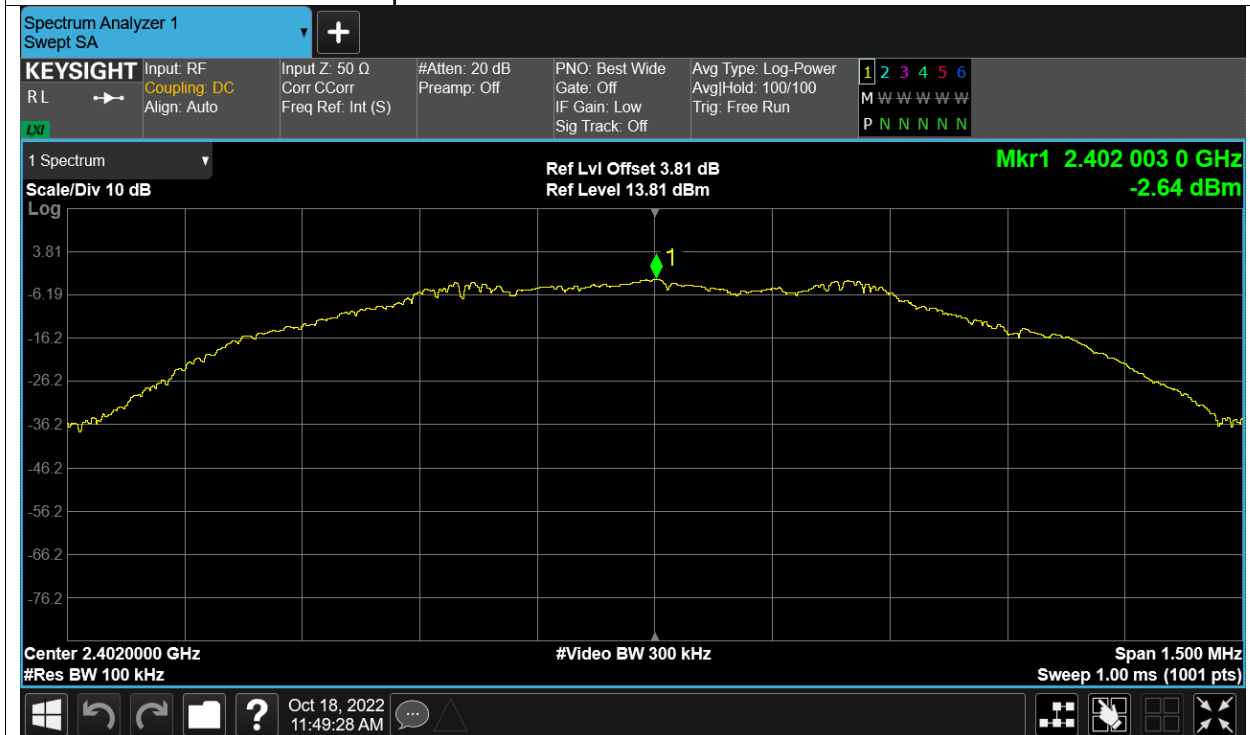 Spectrum Analyzer 1
Swept SA
+
KEYSIGHT Input: RF Input Z: 50 Ω #Atten: 20 dB PNO: Best Wide Avg Type: Log-Power 1 2 3 4 5 6
R L Coupling: DC Corr CCorr Preamp: Off Gate: Off Avg|Hold: 100/100 M W W W W W
Align: Auto Freq Ref: Int (S) IF Gain: Low Trig: Free Run
LXI Sig Track: Off P N N N N N
1 Spectrum Ref Lvl Offset 3.81 dB Mkr1 2.402 003 0 GHz
Scale/Div 10 dB Ref Level 13.81 dBm -2.64 dBm
Log
1
3.81
-6.19
-16.2
-26.2
-36.2
-46.2
-56.2
-66.2
-76.2
Center 2.4020000 GHz #Video BW 300 kHz Span 1.500 MHz
#Res BW 100 kHz Sweep 1.00 ms (1001 pts)
? Oct 18, 2022
11:49:28 AM